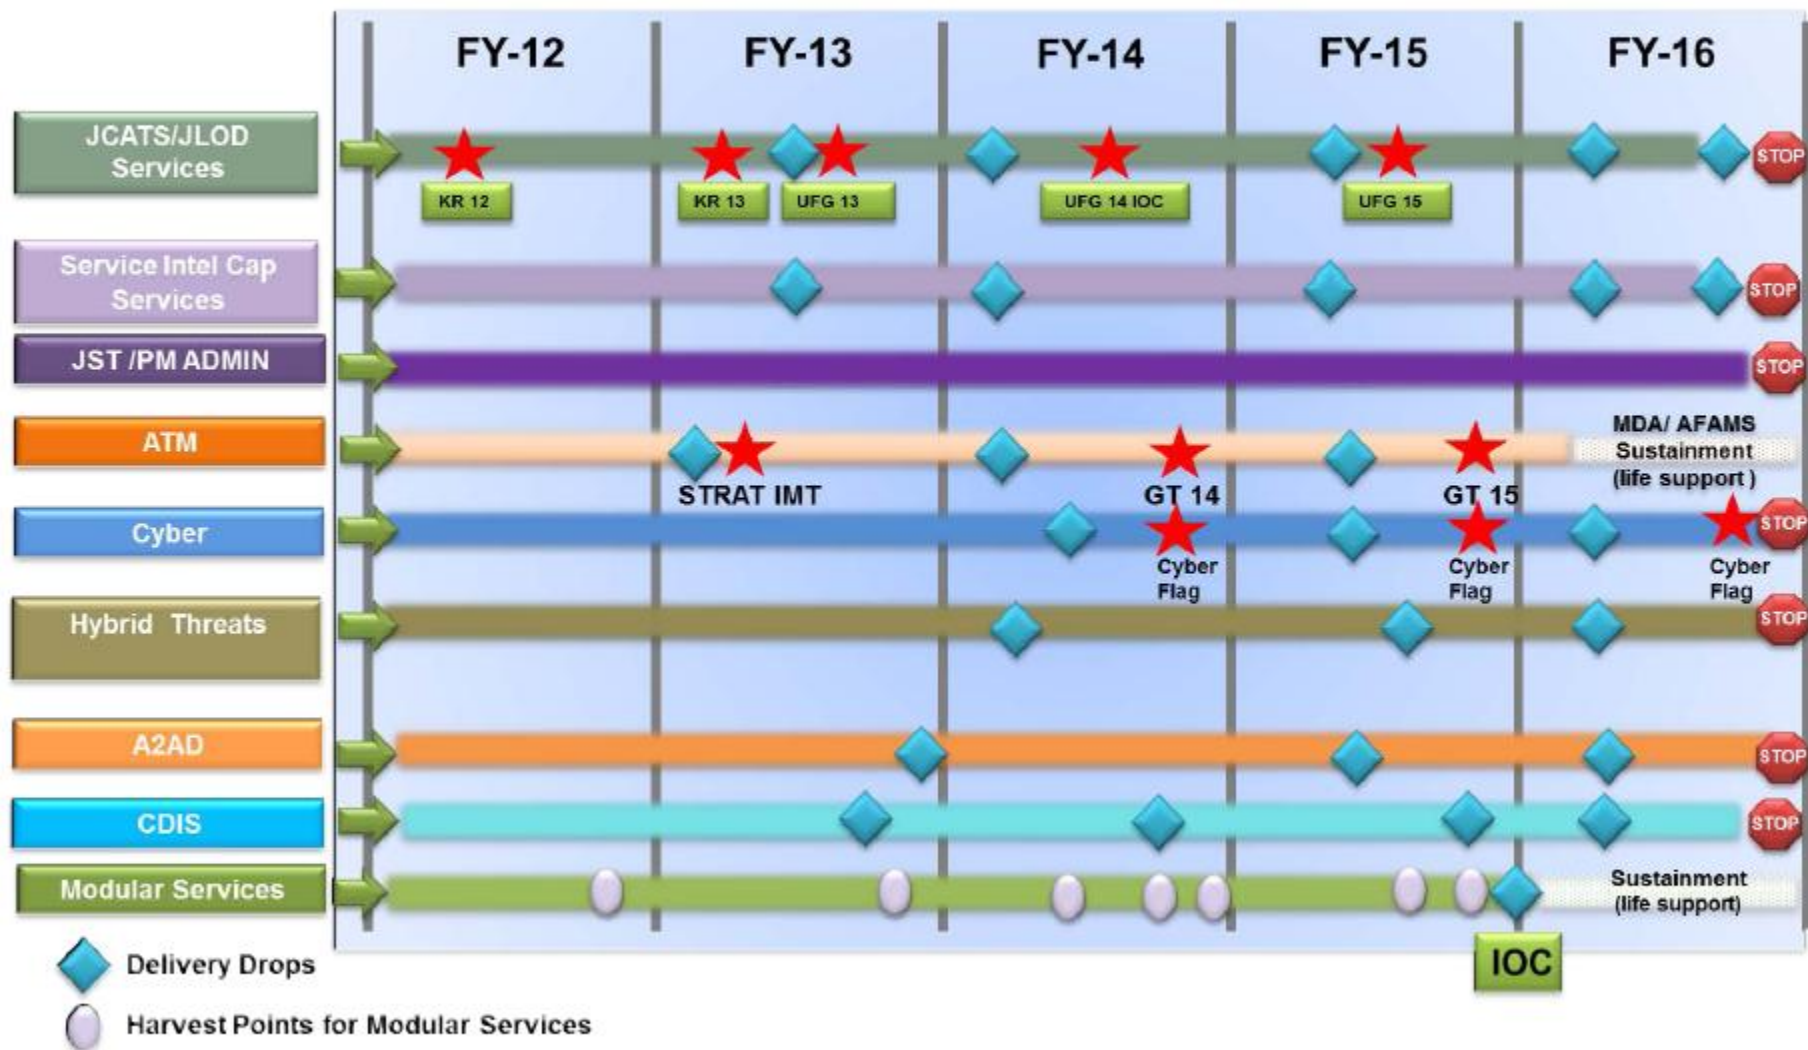 FY-12 FY-13 FY-14 FY-15 FY-16
JCATS/JLOD
Services
STOP
KR 12 KR 13 UFG 13 UFG 14 IOC UFG 15
Service Intel Cap
Services
STOP
JST /PM ADMIN
STOP
ATM
MDA/ AFAMS
Sustainment
(life support )
STRAT IMT GT 14 GT 15
Cyber
STOP
Cyber
Flag
Cyber
Flag
Cyber
Flag
Hybrid Threats
STOP
A2AD
STOP
CDIS
STOP
Modular Services
Sustainment
(life support)
IOC
Delivery Drops
Harvest Points for Modular Services